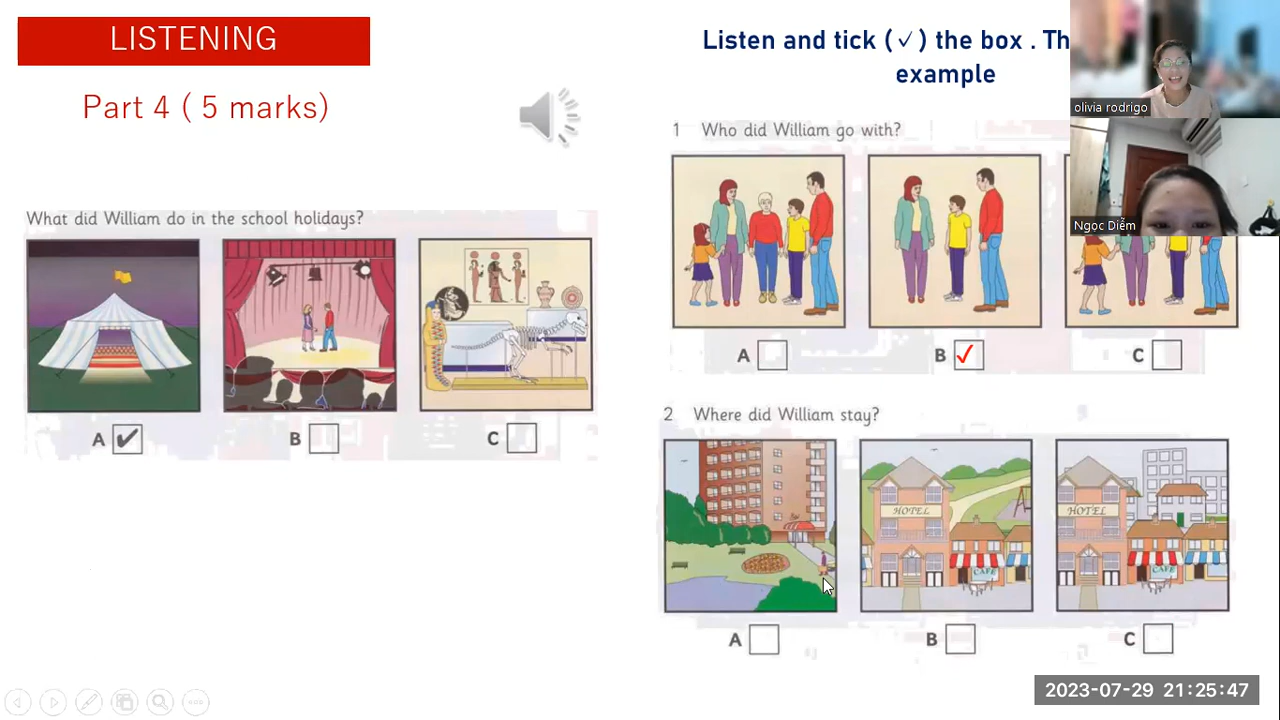 LISTENING
Part 4 ( 5 marks)
Listen and tick (✓) the box . Th
example
What did William do in the school holidays?
A ✓
B
C
1 Who did William go with?
A
B ✓
C
2 Where did William stay?
HOTEL
CAFE
HOTEL
CAFE
A
B
C
olivia rodrigo
Ngọc Diễm
2023-07-29 21:25:47